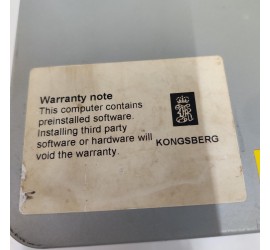 Warranty note
This computer contains
preinstalled software.
Installing third party
software or hardware will
void the warranty.
KONGSBERG